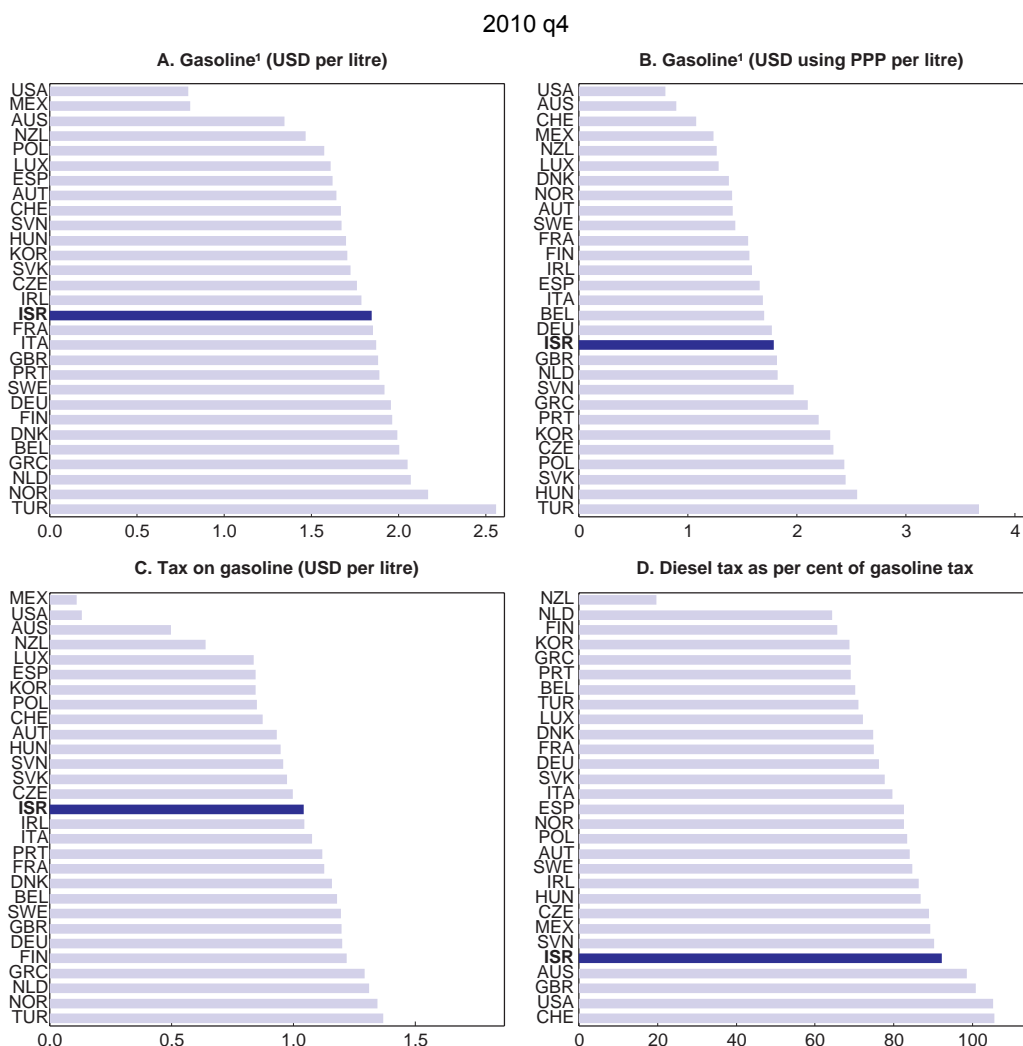 2010 q4
A. Gasoline¹ (USD per litre)
USA
MEX
AUS
NZL
POL
LUX
ESP
AUT
CHE
SVN
HUN
KOR
SVK
CZE
IRL
ISR
FRA
ITA
GBR
PRT
SWE
DEU
FIN
DNK
BEL
GRC
NLD
NOR
TUR
0.0 0.5 1.0 1.5 2.0 2.5
B. Gasoline¹ (USD using PPP per litre)
USA
AUS
CHE
MEX
NZL
LUX
DNK
NOR
AUT
SWE
FRA
FIN
IRL
ESP
ITA
BEL
DEU
ISR
GBR
NLD
SVN
GRC
PRT
KOR
CZE
POL
SVK
HUN
TUR
0 1 2 3 4
C. Tax on gasoline (USD per litre)
MEX
USA
AUS
NZL
LUX
ESP
KOR
POL
CHE
AUT
HUN
SVN
SVK
CZE
ISR
IRL
ITA
PRT
FRA
DNK
BEL
SWE
GBR
DEU
FIN
GRC
NLD
NOR
TUR
0.0 0.5 1.0 1.5
D. Diesel tax as per cent of gasoline tax
NZL
NLD
FIN
KOR
GRC
PRT
BEL
TUR
LUX
DNK
FRA
DEU
SVK
ITA
ESP
NOR
POL
AUT
SWE
IRL
HUN
CZE
MEX
SVN
ISR
AUS
GBR
USA
CHE
0 20 40 60 80 100